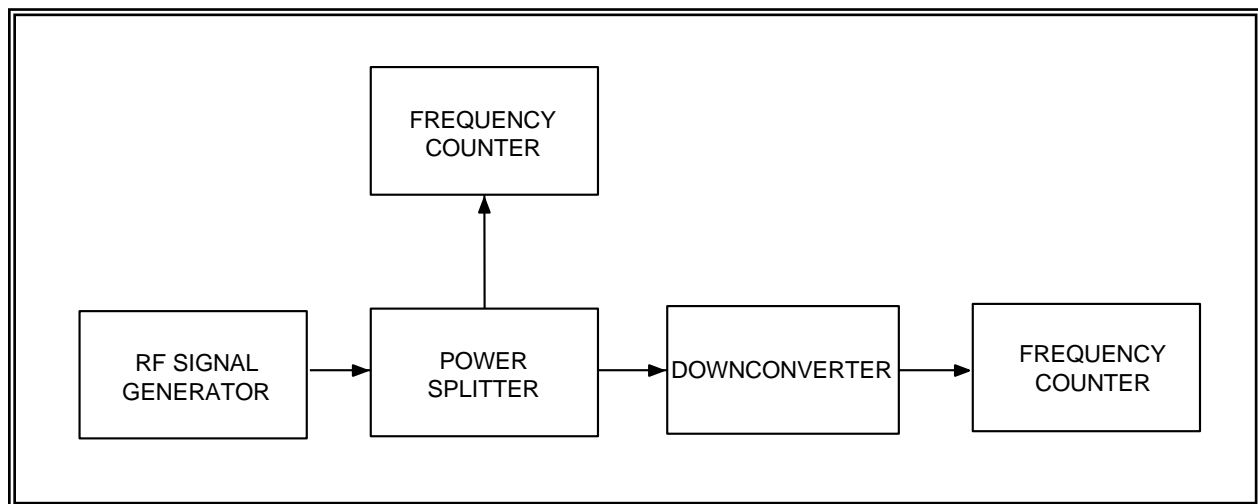 FREQUENCY
COUNTER
RF SIGNAL
GENERATOR
POWER
SPLITTER
DOWNCONVERTER
FREQUENCY
COUNTER